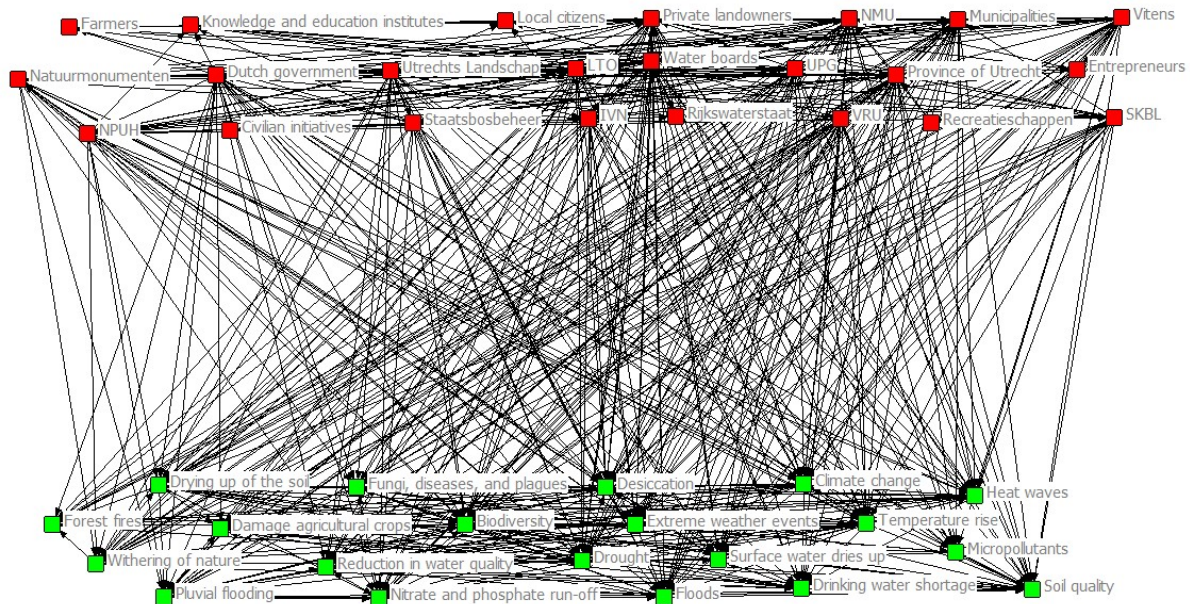 Farmers
Knowledge and education institutes
Local citizens
Private landowners
NMU
Municipalities
Vitens
Natuurmonumenten
Dutch government
Utrechts Landschap
LTO
Water boards
UPG
Province of Utrecht
Entrepreneurs
NPUH
Civilian initiatives
Staatsbosbeheer
IVN
Rijkswaterstaat
VRU
Recreatieschappen
SKBL
Drying up of the soil
Fungi, diseases, and plagues
Desiccation
Climate change
Heat waves
Forest fires
Damage agricultural crops
Biodiversity
Extreme weather events
Temperature rise
Withering of nature
Reduction in water quality
Drought
Surface water dries up
Micropollutants
Pluvial flooding
Nitrate and phosphate run-off
Floods
Drinking water shortage
Soil quality